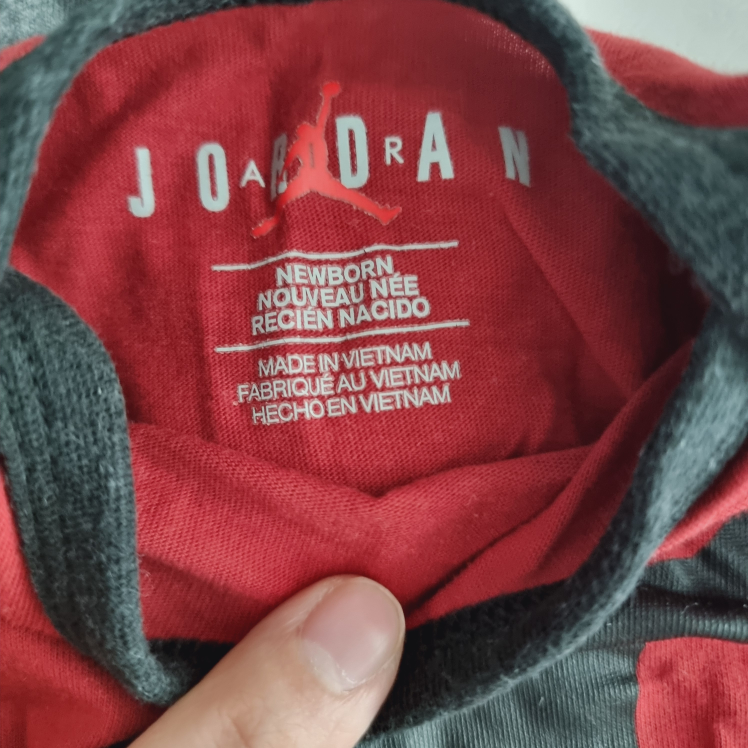 JORDAN
NEWBORN
NOUVEAU NÉE
RECIÉN NACIDO
MADE IN VIETNAM
FABRIQUÉ AU VIETNAM
HECHO EN VIETNAM